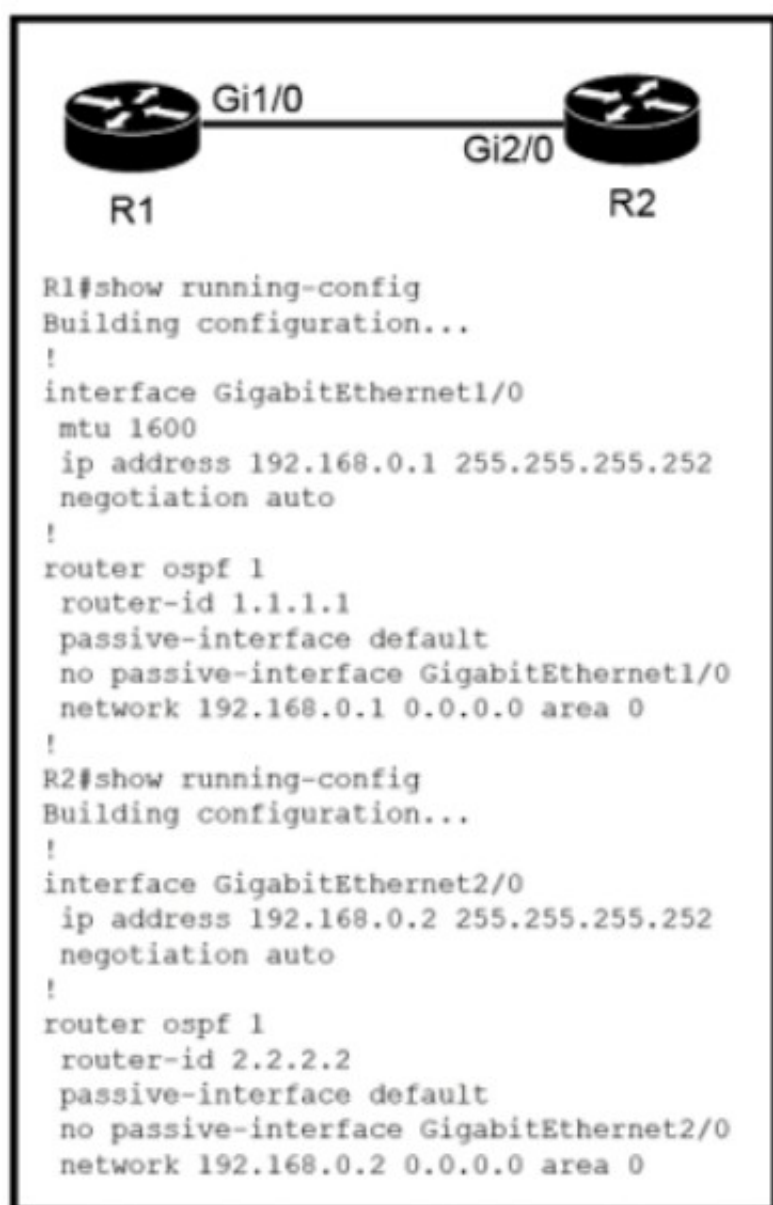 Gi1/0
Gi2/0
R1
R2
R1#show running-config
Building configuration...
!
interface GigabitEthernet1/0
mtu 1600
ip address 192.168.0.1 255.255.255.252
negotiation auto
!
router ospf 1
router-id 1.1.1.1
passive-interface default
no passive-interface GigabitEthernet1/0
network 192.168.0.1 0.0.0.0 area 0
!
R2#show running-config
Building configuration...
!
interface GigabitEthernet2/0
ip address 192.168.0.2 255.255.255.252
negotiation auto
!
router ospf 1
router-id 2.2.2.2
passive-interface default
no passive-interface GigabitEthernet2/0
network 192.168.0.2 0.0.0.0 area 0